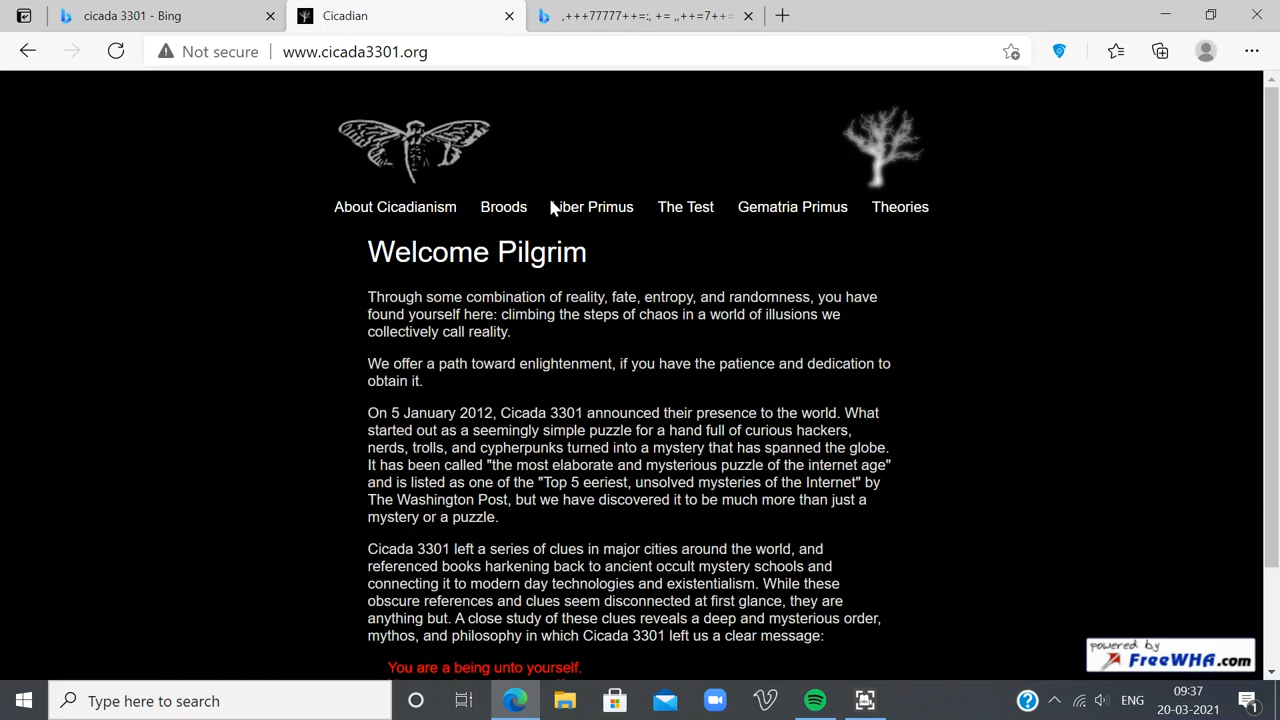 cicada 3301 - Bing
Cicadian
,+++77777++=:, += ,,++=7++=
Not secure
www.cicada3301.org
About Cicadianism
Broods
Liber Primus
The Test
Gematria Primus
Theories
Welcome Pilgrim
Through some combination of reality, fate, entropy, and randomness, you have
found yourself here: climbing the steps of chaos in a world of illusions we
collectively call reality.
We offer a path toward enlightenment, if you have the patience and dedication to
obtain it.
On 5 January 2012, Cicada 3301 announced their presence to the world. What
started out as a seemingly simple puzzle for a hand full of curious hackers,
nerds, trolls, and cypherpunks turned into a mystery that has spanned the globe.
It has been called "the most elaborate and mysterious puzzle of the internet age"
and is listed as one of the "Top 5 eeriest, unsolved mysteries of the Internet" by
The Washington Post, but we have discovered it to be much more than just a
mystery or a puzzle.
Cicada 3301 left a series of clues in major cities around the world, and
referenced books harkening back to ancient occult mystery schools and
connecting it to modern day technologies and existentialism. While these
obscure references and clues seem disconnected at first glance, they are
anything but. A close study of these clues reveals a deep and mysterious order,
mythos, and philosophy in which Cicada 3301 left us a clear message:
You are a being unto yourself.
powered by
FreeWHA.com
Type here to search
ENG
09:37
20-03-2021
1